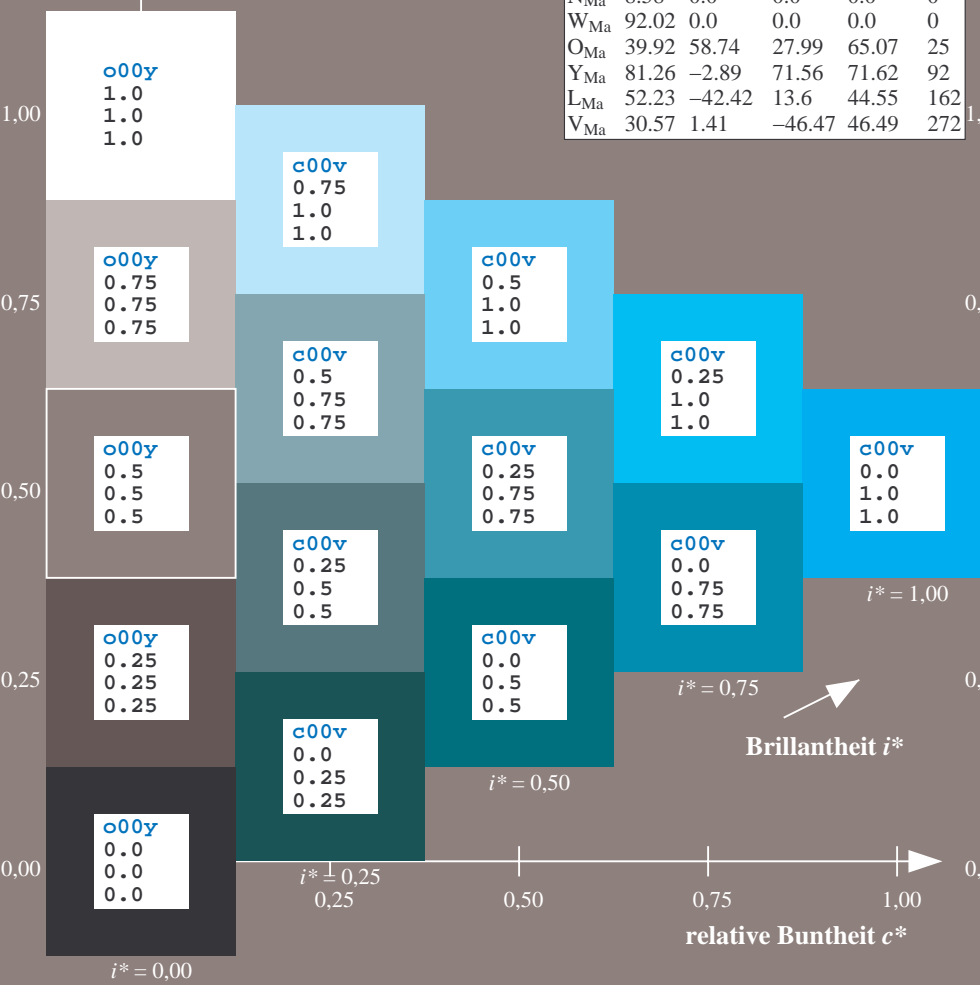 W_Ma 92.02 0.0 0.0 0.0 0
O_Ma 39.92 58.74 27.99 65.07 25
Y_Ma 81.26 −2.89 71.56 71.62 92
L_Ma 52.23 −42.42 13.6 44.55 162
V_Ma 30.57 1.41 −46.47 46.49 272
1,00
0,75
0,50
0,25
0,00
o00y
1.0
1.0
1.0
o00y
0.75
0.75
0.75
o00y
0.5
0.5
0.5
o00y
0.25
0.25
0.25
o00y
0.0
0.0
0.0
i* = 0,00
c00v
0.75
1.0
1.0
c00v
0.5
0.75
0.75
c00v
0.25
0.5
0.5
c00v
0.0
0.25
0.25
i* = 0,25
c00v
0.5
1.0
1.0
c00v
0.25
0.75
0.75
c00v
0.0
0.5
0.5
i* = 0,50
c00v
0.25
1.0
1.0
c00v
0.0
0.75
0.75
i* = 0,75
c00v
0.0
1.0
1.0
i* = 1,00
Brillantheit i*
0,25 0,50 0,75 1,00
relative Buntheit c*